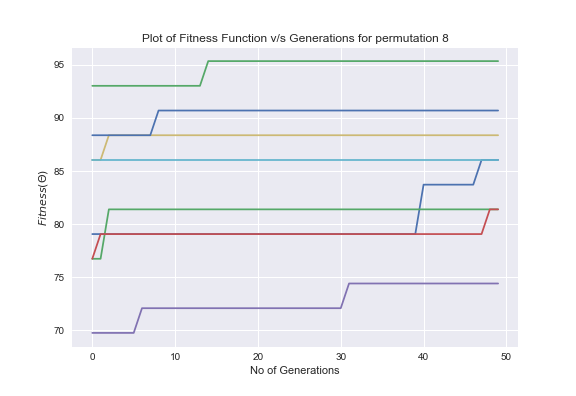 Plot of Fitness Function v/s Generations for permutation 8
95
90
85
80
75
70
Fitness(Θ)
0 10 20 30 40 50
No of Generations